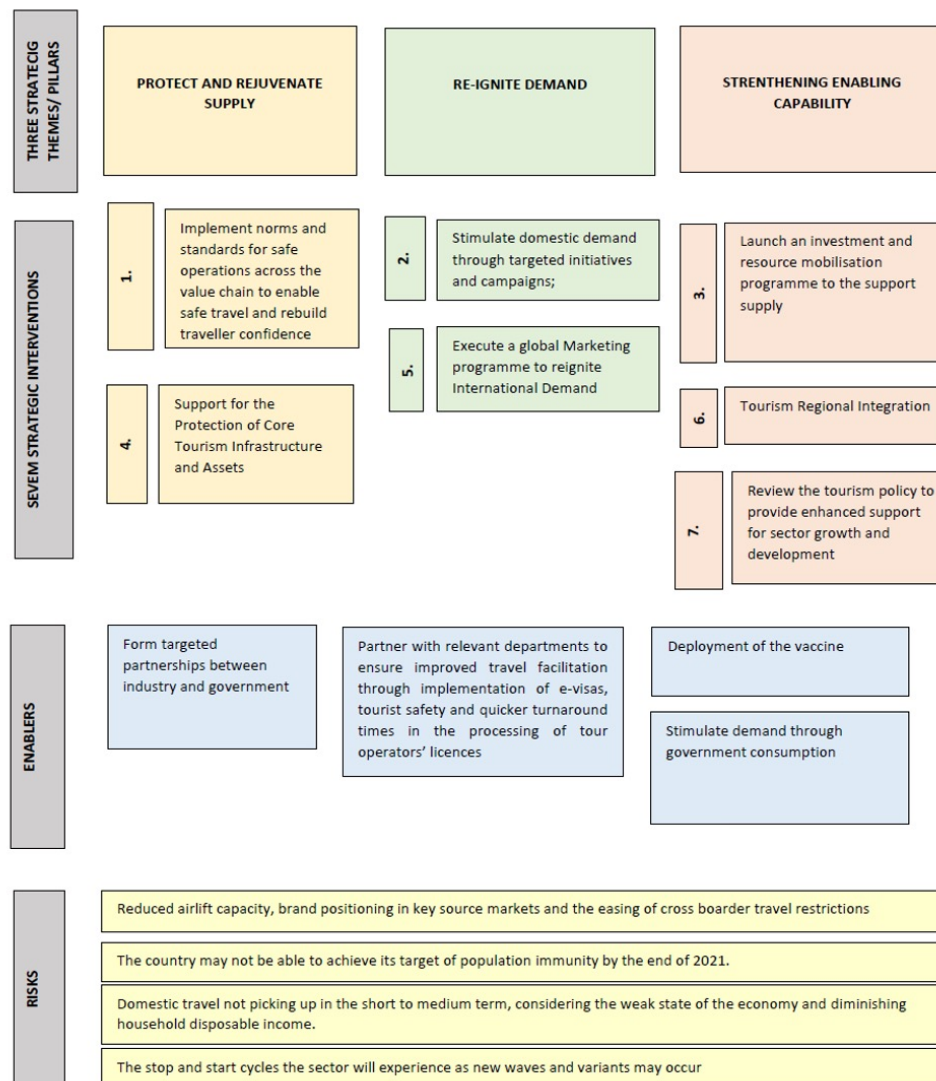 THREE STRATECIG
THEMES/ PILLARS
PROTECT AND REJUVENATE
SUPPLY
RE-IGNITE DEMAND
STRENTHENING ENABLING
CAPABILITY
SEVEM STRATEGIC INTERVENTIONS
1.
Implement norms and
standards for safe
operations across the
value chain to enable
safe travel and rebuild
traveller confidence
2.
Stimulate domestic demand
through targeted initiatives
and campaigns;
3.
Launch an investment and
resource mobilisation
programme to the support
supply
4.
Support for the
Protection of Core
Tourism Infrastructure
and Assets
5.
Execute a global Marketing
programme to reignite
International Demand
6.
Tourism Regional Integration
7.
Review the tourism policy to
provide enhanced support
for sector growth and
development
ENABLERS
Form targeted
partnerships between
industry and government
Partner with relevant departments to
ensure improved travel facilitation
through implementation of e-visas,
tourist safety and quicker turnaround
times in the processing of tour
operators' licences
Deployment of the vaccine
Stimulate demand through
government consumption
RISKS
Reduced airlift capacity, brand positioning in key source markets and the easing of cross boarder travel restrictions
The country may not be able to achieve its target of population immunity by the end of 2021.
Domestic travel not picking up in the short to medium term, considering the weak state of the economy and diminishing
household disposable income.
The stop and start cycles the sector will experience as new waves and variants may occur